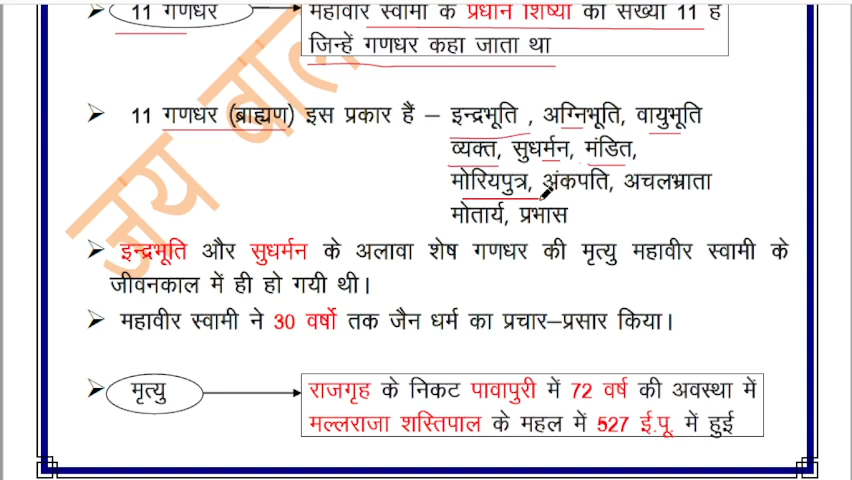 ➢ 11 गणधर महावीर स्वामी के प्रधान शिष्यों की संख्या 11 है
जिन्हें गणधर कहा जाता था
➢ 11 गणधर (ब्राह्मण) इस प्रकार हैं – इन्द्रभूति , अग्निभूति, वायुभूति
व्यक्त, सुधर्मन, मंडित,
मोरियपुत्र, अंकपति, अचलभ्राता
मोतार्य, प्रभास
➢ इन्द्रभूति और सुधर्मन के अलावा शेष गणधर की मृत्यु महावीर स्वामी के
जीवनकाल में ही हो गयी थी।
➢ महावीर स्वामी ने 30 वर्षो तक जैन धर्म का प्रचार–प्रसार किया।
➢ मृत्यु राजगृह के निकट पावापुरी में 72 वर्ष की अवस्था में
मल्लराजा शस्तिपाल के महल में 527 ई.पू. में हुई
जय